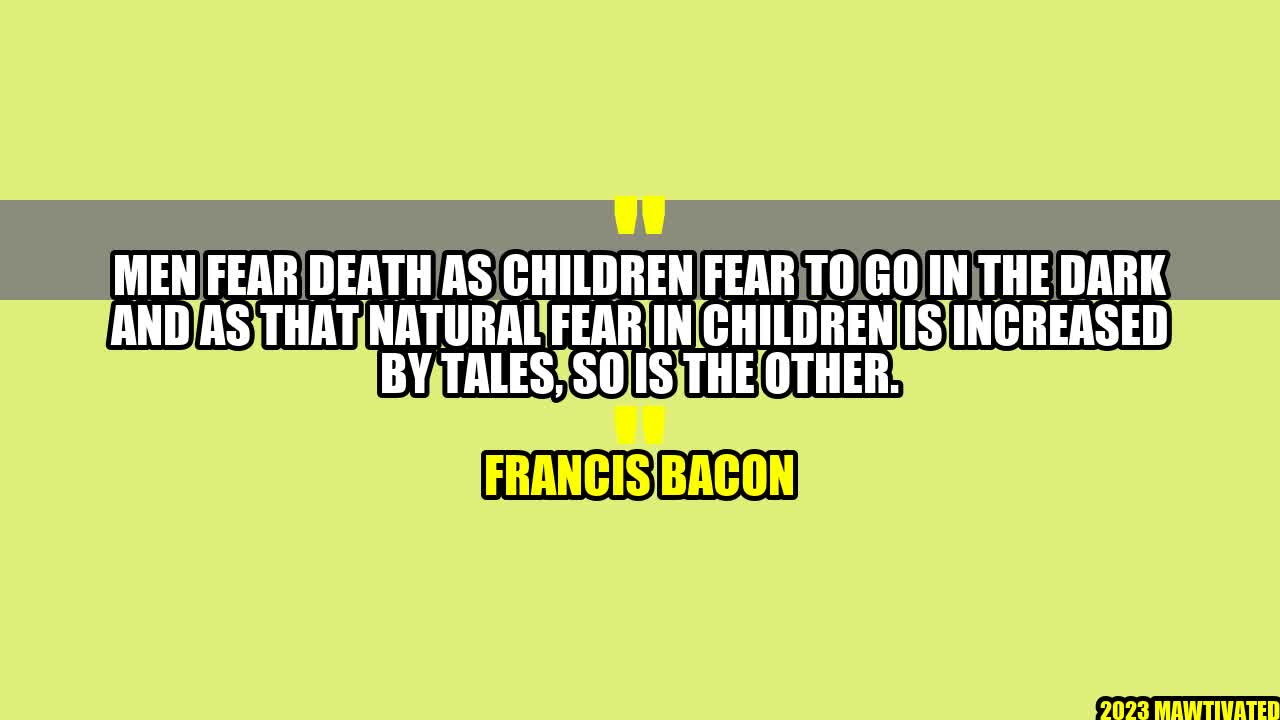 "
MEN FEAR DEATH AS CHILDREN FEAR TO GO IN THE DARK
AND AS THAT NATURAL FEAR IN CHILDREN IS INCREASED
BY TALES, SO IS THE OTHER.
"
FRANCIS BACON
2023 MAWTIVATED